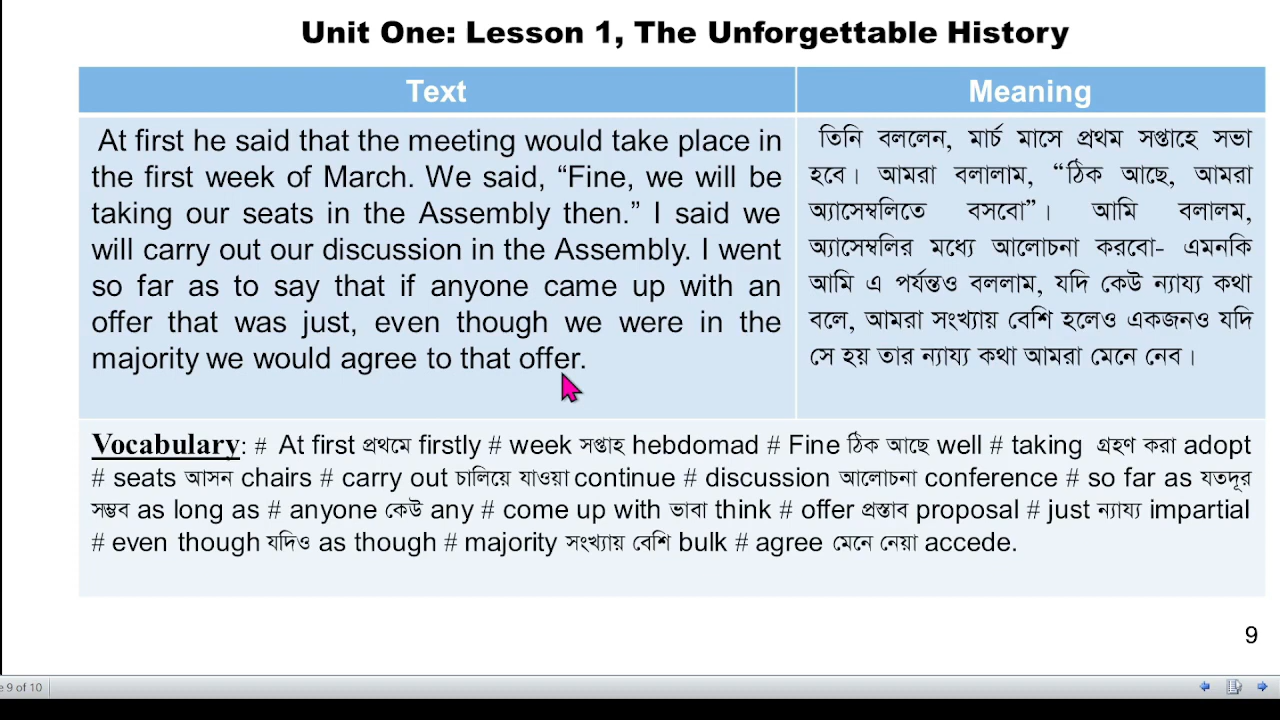 Unit One: Lesson 1, The Unforgettable History
Text
At first he said that the meeting would take place in
the first week of March. We said, “Fine, we will be
taking our seats in the Assembly then.” I said we
will carry out our discussion in the Assembly. I went
so far as to say that if anyone came up with an
offer that was just, even though we were in the
majority we would agree to that offer.
Meaning
তিনি বললেন, মার্চ মাসে প্রথম সপ্তাহে সভা
হবে। আমরা বলালাম, “ঠিক আছে, আমরা
অ্যাসেম্বলিতে বসবো”। আমি বলালম,
অ্যাসেম্বলির মধ্যে আলোচনা করবো- এমনকি
আমি এ পর্যন্তও বললাম, যদি কেউ ন্যায্য কথা
বলে, আমরা সংখ্যায় বেশি হলেও একজনও যদি
সে হয় তার ন্যায্য কথা আমরা মেনে নেব।
Vocabulary: # At first প্রথমে firstly # week সপ্তাহ hebdomad # Fine ঠিক আছে well # taking গ্রহণ করা adopt
# seats আসন chairs # carry out চালিয়ে যাওয়া continue # discussion আলোচনা conference # so far as যতদূর
সম্ভব as long as # anyone কেউ any # come up with ভাবা think # offer প্রস্তাব proposal # just ন্যায্য impartial
# even though যদিও as though # majority সংখ্যায় বেশি bulk # agree মেনে নেয়া accede.
9
9 of 10